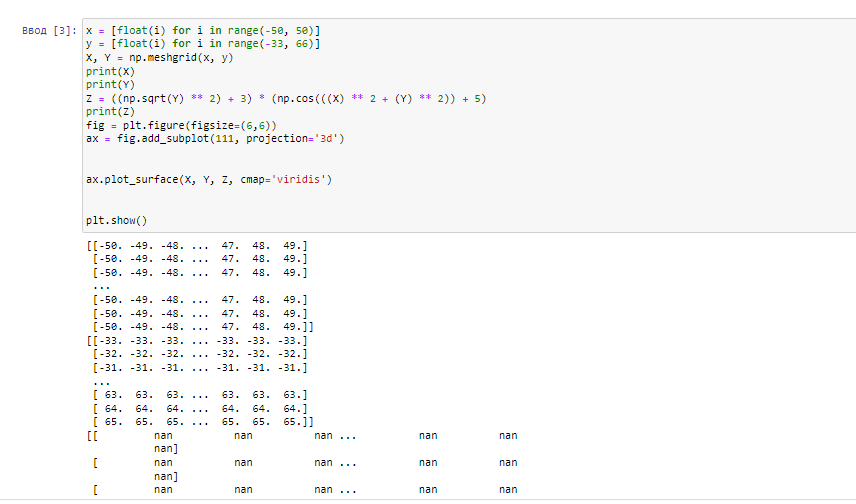 Ввод [3]: x = [float(i) for i in range(-50, 50)]
y = [float(i) for i in range(-33, 66)]
X, Y = np.meshgrid(x, y)
print(X)
print(Y)
Z = ((np.sqrt(Y) ** 2) + 3) * (np.cos(((X) ** 2 + (Y) ** 2)) + 5)
print(Z)
fig = plt.figure(figsize=(6,6))
ax = fig.add_subplot(111, projection='3d')
ax.plot_surface(X, Y, Z, cmap='viridis')
plt.show()
[[-50. -49. -48. ... 47. 48. 49.]
[-50. -49. -48. ... 47. 48. 49.]
[-50. -49. -48. ... 47. 48. 49.]
...
[-50. -49. -48. ... 47. 48. 49.]
[-50. -49. -48. ... 47. 48. 49.]
[-50. -49. -48. ... 47. 48. 49.]]
[[-33. -33. -33. ... -33. -33. -33.]
[-32. -32. -32. ... -32. -32. -32.]
[-31. -31. -31. ... -31. -31. -31.]
...
[ 63. 63. 63. ... 63. 63. 63.]
[ 64. 64. 64. ... 64. 64. 64.]
[ 65. 65. 65. ... 65. 65. 65.]]
[[ nan nan nan ... nan nan
nan]
[ nan nan nan ... nan nan
nan]
[ nan nan nan ... nan nan